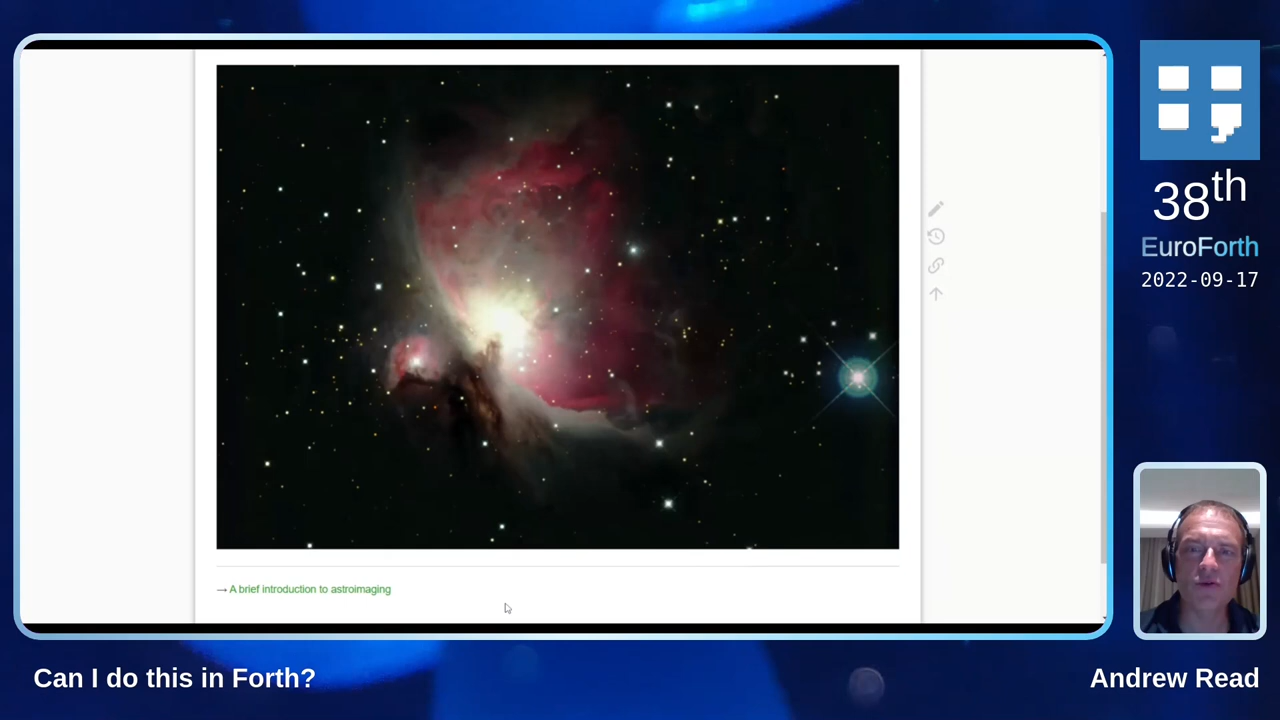 38th
EuroForth
2022-09-17
→ A brief introduction to astroimaging
Can I do this in Forth?
Andrew Read